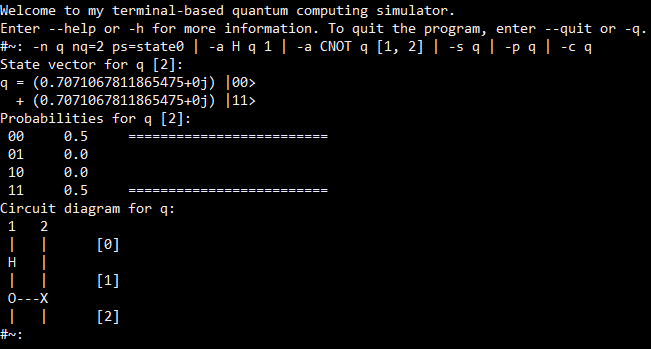 Welcome to my terminal-based quantum computing simulator.
Enter --help or -h for more information. To quit the program, enter --quit or -q.
#~: -n q nq=2 ps=state0 | -a H q 1 | -a CNOT q [1, 2] | -s q | -p q | -c q
State vector for q [2]:
q = (0.7071067811865475+0j) |00>
  + (0.7071067811865475+0j) |11>
Probabilities for q [2]:
 00     0.5     =========================
 01     0.0
 10     0.0
 11     0.5     =========================
Circuit diagram for q:
 1   2
 |   |      [0]
 H   |
 |   |      [1]
 O---X
 |   |      [2]
#~: